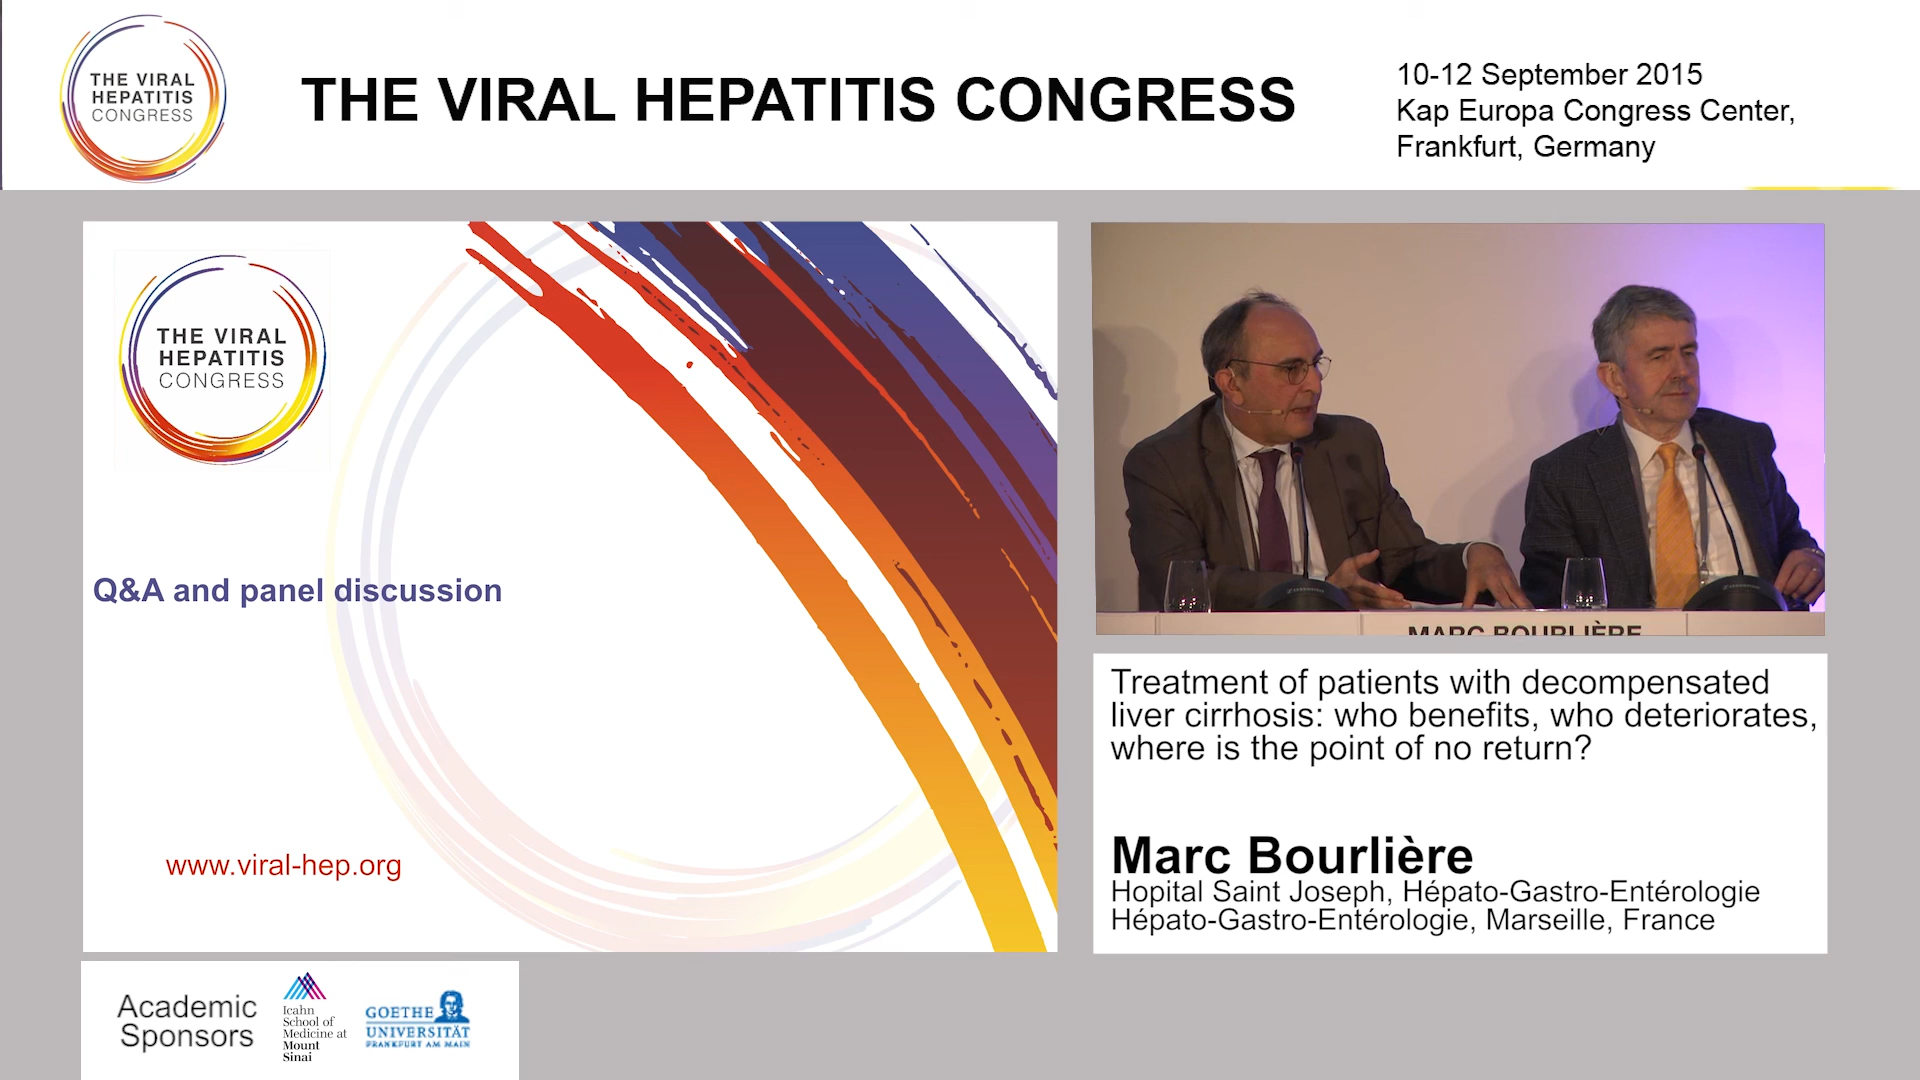 THE VIRAL
HEPATITIS
CONGRESS
THE VIRAL HEPATITIS CONGRESS
10-12 September 2015
Kap Europa Congress Center,
Frankfurt, Germany
THE VIRAL
HEPATITIS
CONGRESS
Q&A and panel discussion
www.viral-hep.org
MARC BOURLIÈRE
Treatment of patients with decompensated
liver cirrhosis: who benefits, who deteriorates,
where is the point of no return?
Marc Bourlière
Hopital Saint Joseph, Hépato-Gastro-Entérologie
Hépato-Gastro-Entérologie, Marseille, France
Academic
Sponsors
Icahn
School of
Medicine at
Mount
Sinai
GOETHE
UNIVERSITÄT
FRANKFURT AM MAIN